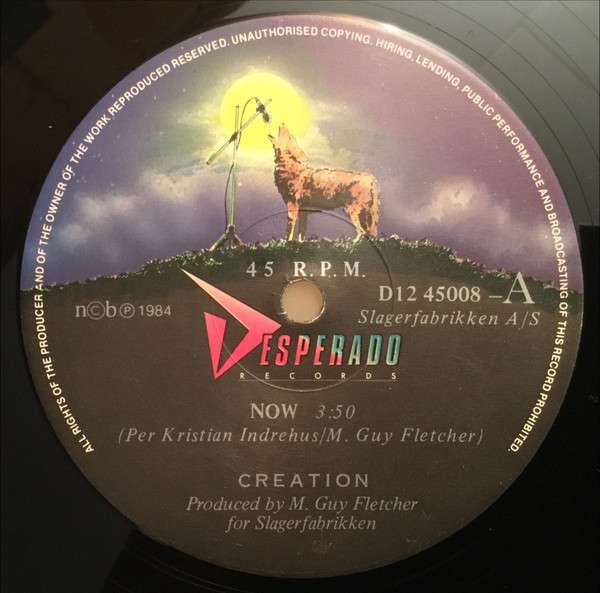 ALL RIGHTS OF THE PRODUCER AND OF THE OWNER OF THE WORK REPRODUCED RESERVED. UNAUTHORISED COPYING, HIRING, LENDING, PUBLIC PERFORMANCE AND BROADCASTING OF THIS RECORD PROHIBITED.
45 R.P.M.
D12 45008 – A
n©b ℗ 1984
Slagerfabrikken A/S
DESPERADO
RECORDS
NOW 3:50
(Per Kristian Indrehus/M. Guy Fletcher)
CREATION
Produced by M. Guy Fletcher
for Slagerfabrikken